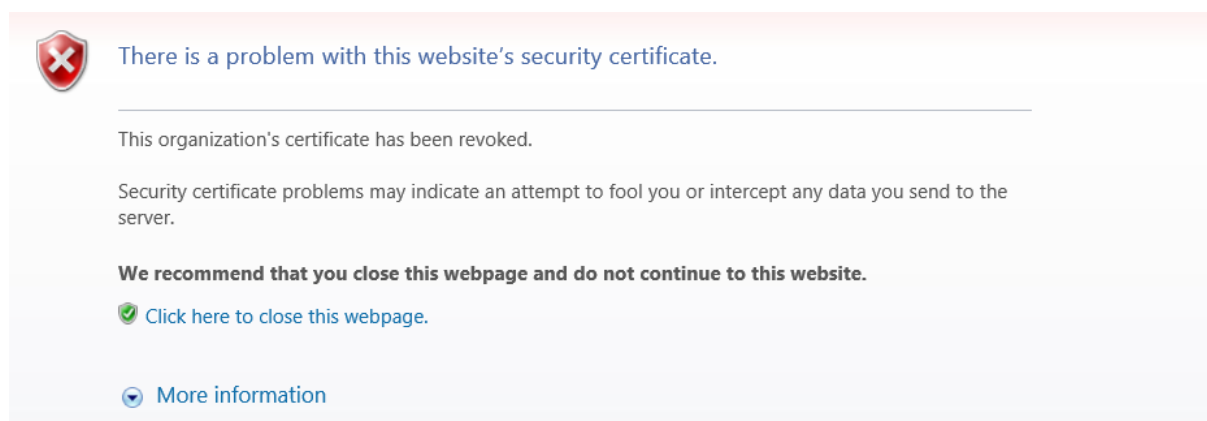 There is a problem with this website’s security certificate.
This organization's certificate has been revoked.
Security certificate problems may indicate an attempt to fool you or intercept any data you send to the
server.
We recommend that you close this webpage and do not continue to this website.
Click here to close this webpage.
More information